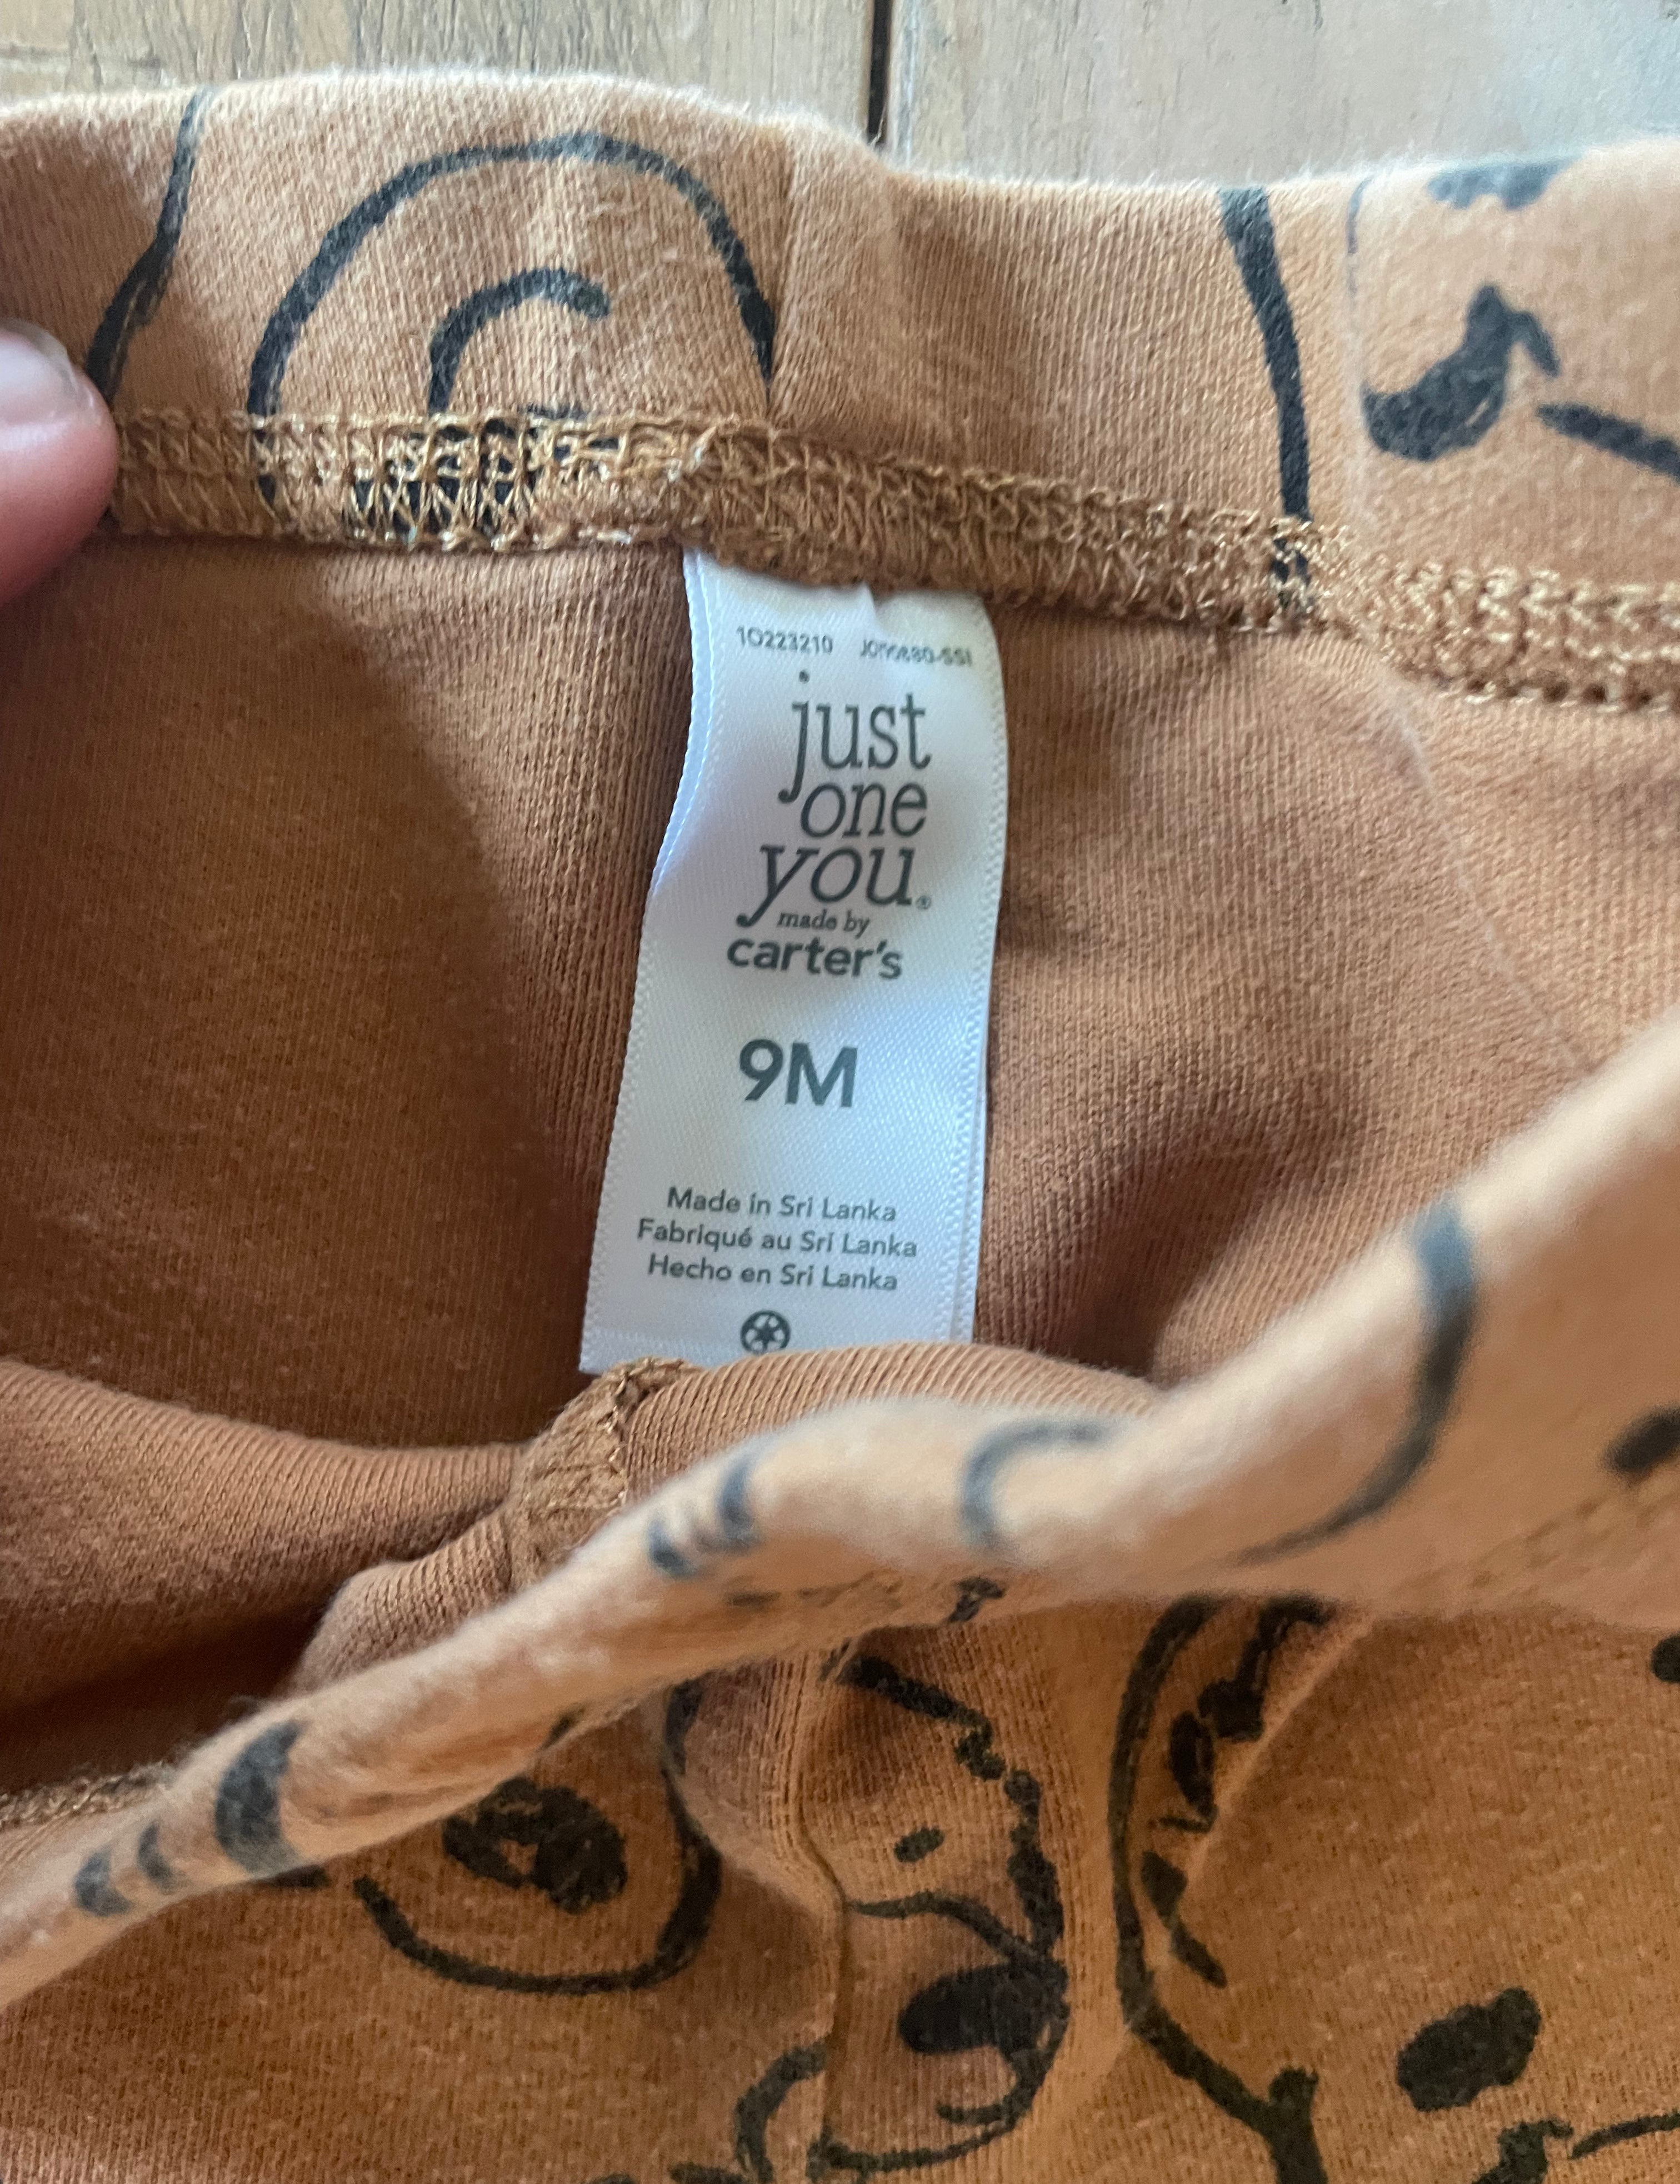 1O223210
just
one
you.®
made by
carter's
9M
Made in Sri Lanka
Fabriqué au Sri Lanka
Hecho en Sri Lanka